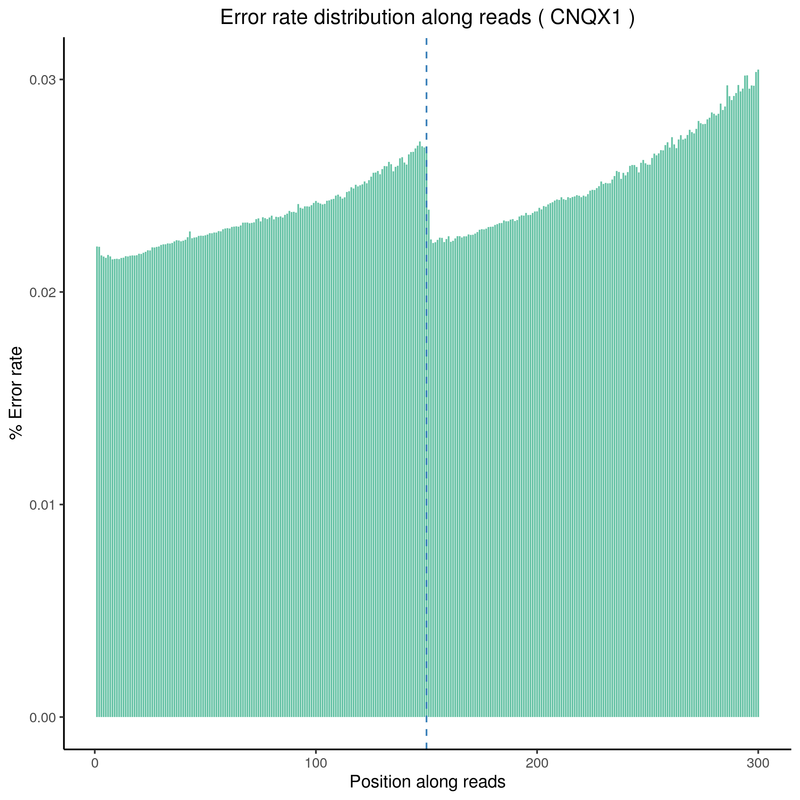 Error rate distribution along reads ( CNQX1 )
% Error rate
0.03
0.02
0.01
0.00
0 100 200 300
Position along reads